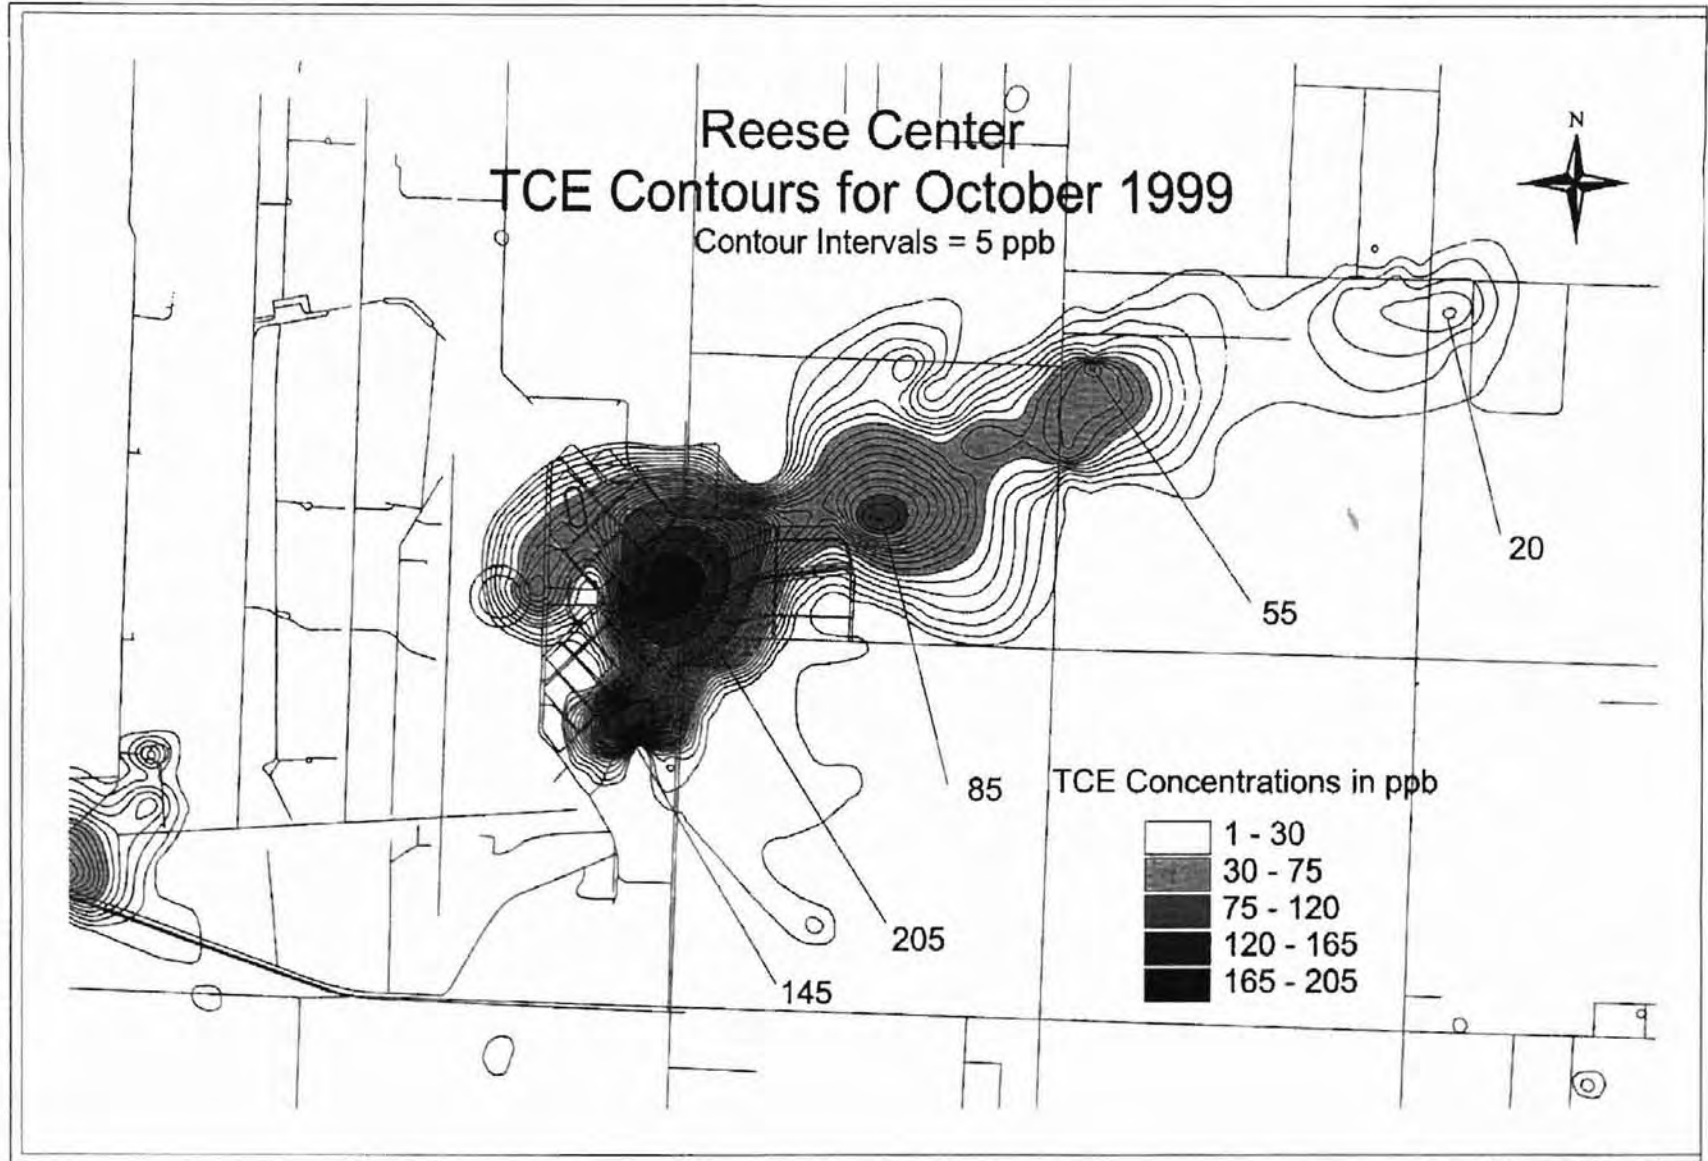 Reese Center
TCE Contours for October 1999
Contour Intervals = 5 ppb
N
20
55
85
205
145
TCE Concentrations in ppb
1 - 30
30 - 75
75 - 120
120 - 165
165 - 205